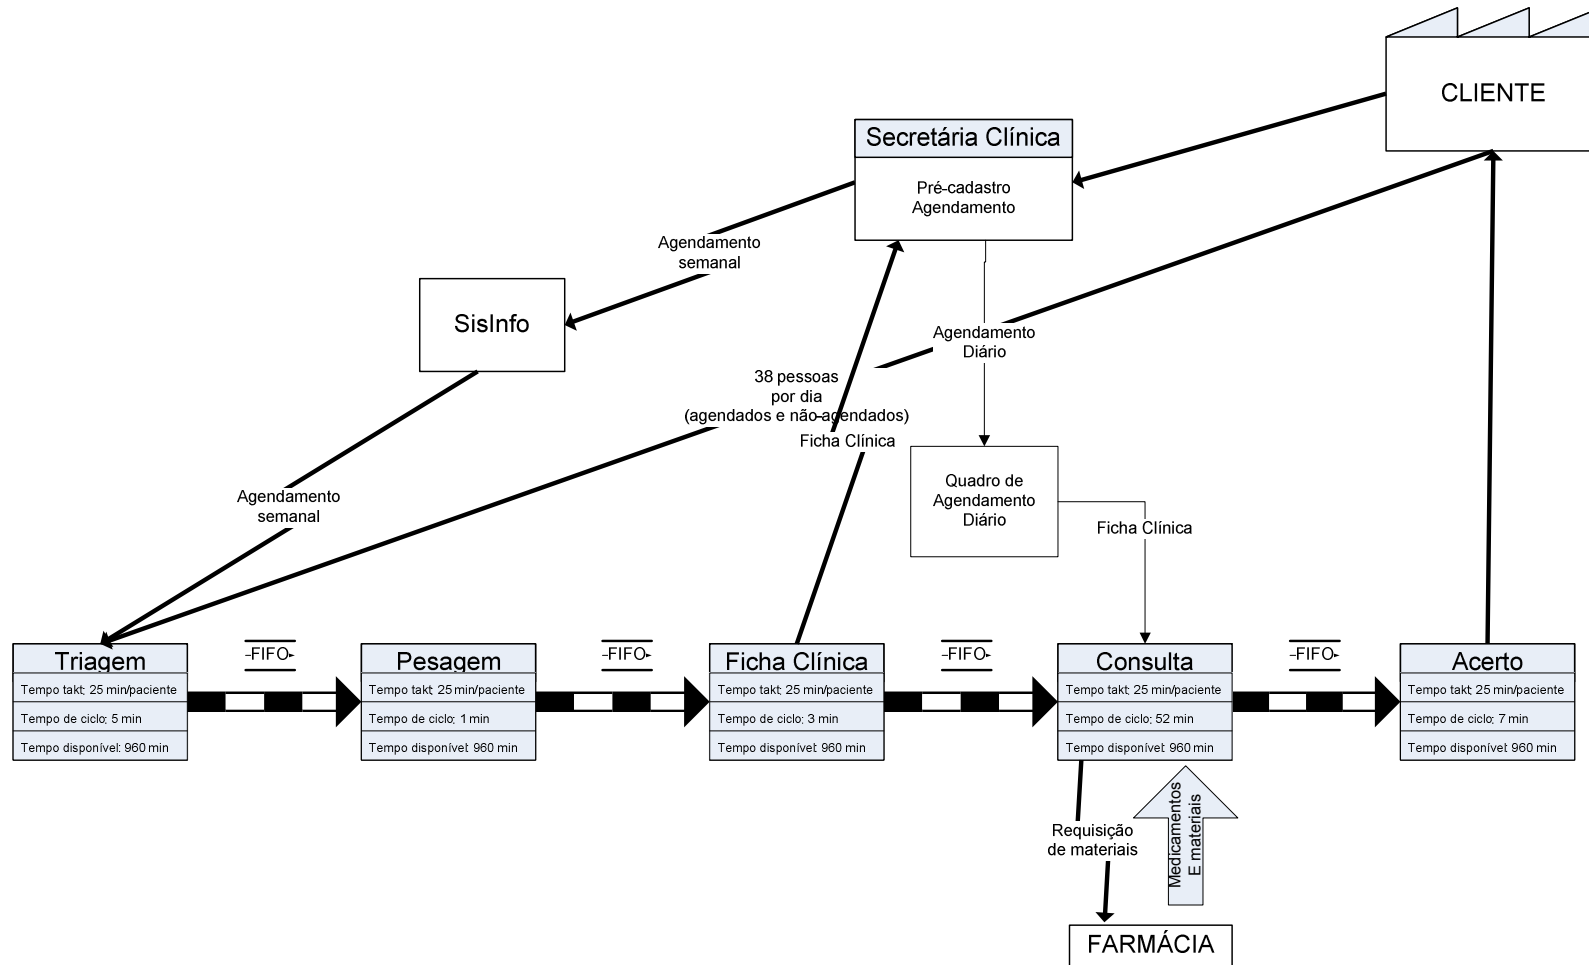 CLIENTE
Secretária Clínica
Pré-cadastro
Agendamento
Agendamento
semanal
SisInfo
Agendamento
Diário
38 pessoas
por dia
(agendados e não-agendados)
Ficha Clínica
Quadro de
Agendamento
Diário
Agendamento
semanal
Ficha Clínica
FIFO
FIFO
FIFO
FIFO
Triagem
Tempo takt: 25 min/paciente
Tempo de ciclo: 5 min
Tempo disponível: 960 min
Pesagem
Tempo takt: 25 min/paciente
Tempo de ciclo: 1 min
Tempo disponível: 960 min
Ficha Clínica
Tempo takt: 25 min/paciente
Tempo de ciclo: 3 min
Tempo disponível: 960 min
Consulta
Tempo takt: 25 min/paciente
Tempo de ciclo: 52 min
Tempo disponível: 960 min
Acerto
Tempo takt: 25 min/paciente
Tempo de ciclo: 7 min
Tempo disponível: 960 min
Requisição
de materiais
Medicamentos
E materiais
FARMÁCIA